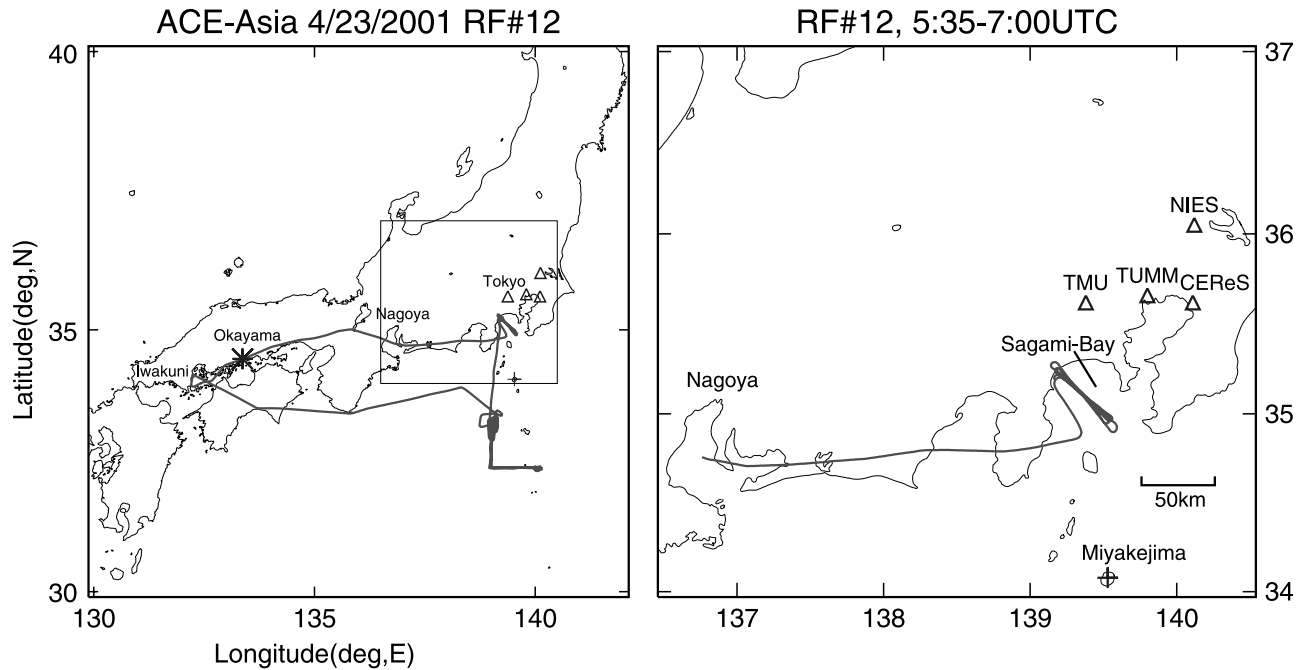 ACE-Asia 4/23/2001 RF#12
40
35
30
130
135
140
Latitude(deg,N)
Longitude(deg,E)
Tokyo
Nagoya
Okayama
Iwakuni
RF#12, 5:35-7:00UTC
37
36
35
34
137
138
139
140
NIES
TMU
TUMM
CEReS
Sagami-Bay
Nagoya
50km
Miyakejima